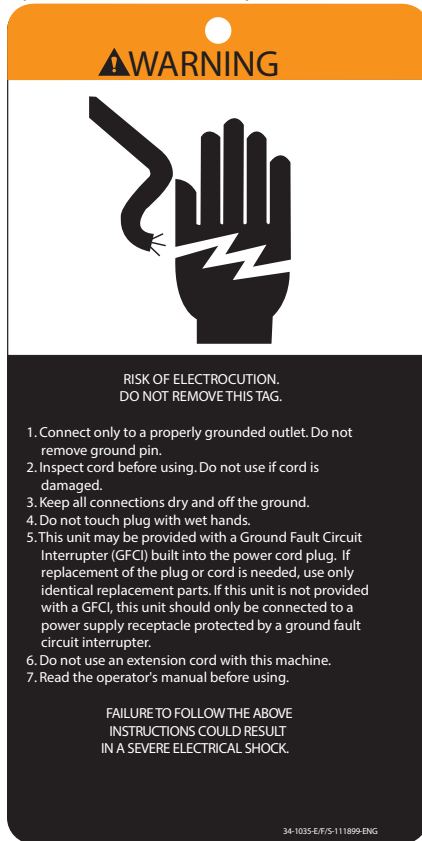 WARNING
RISK OF ELECTROCUTION.
DO NOT REMOVE THIS TAG.
1. Connect only to a properly grounded outlet. Do not
remove ground pin.
2. Inspect cord before using. Do not use if cord is
damaged.
3. Keep all connections dry and off the ground.
4. Do not touch plug with wet hands.
5. This unit may be provided with a Ground Fault Circuit
Interrupter (GFCI) built into the power cord plug. If
replacement of the plug or cord is needed, use only
identical replacement parts. If this unit is not provided
with a GFCI, this unit should only be connected to a
power supply receptacle protected by a ground fault
circuit interrupter.
6. Do not use an extension cord with this machine.
7. Read the operator's manual before using.
FAILURE TO FOLLOW THE ABOVE
INSTRUCTIONS COULD RESULT
IN A SEVERE ELECTRICAL SHOCK.
34-1035-E/F/S-111899-ENG